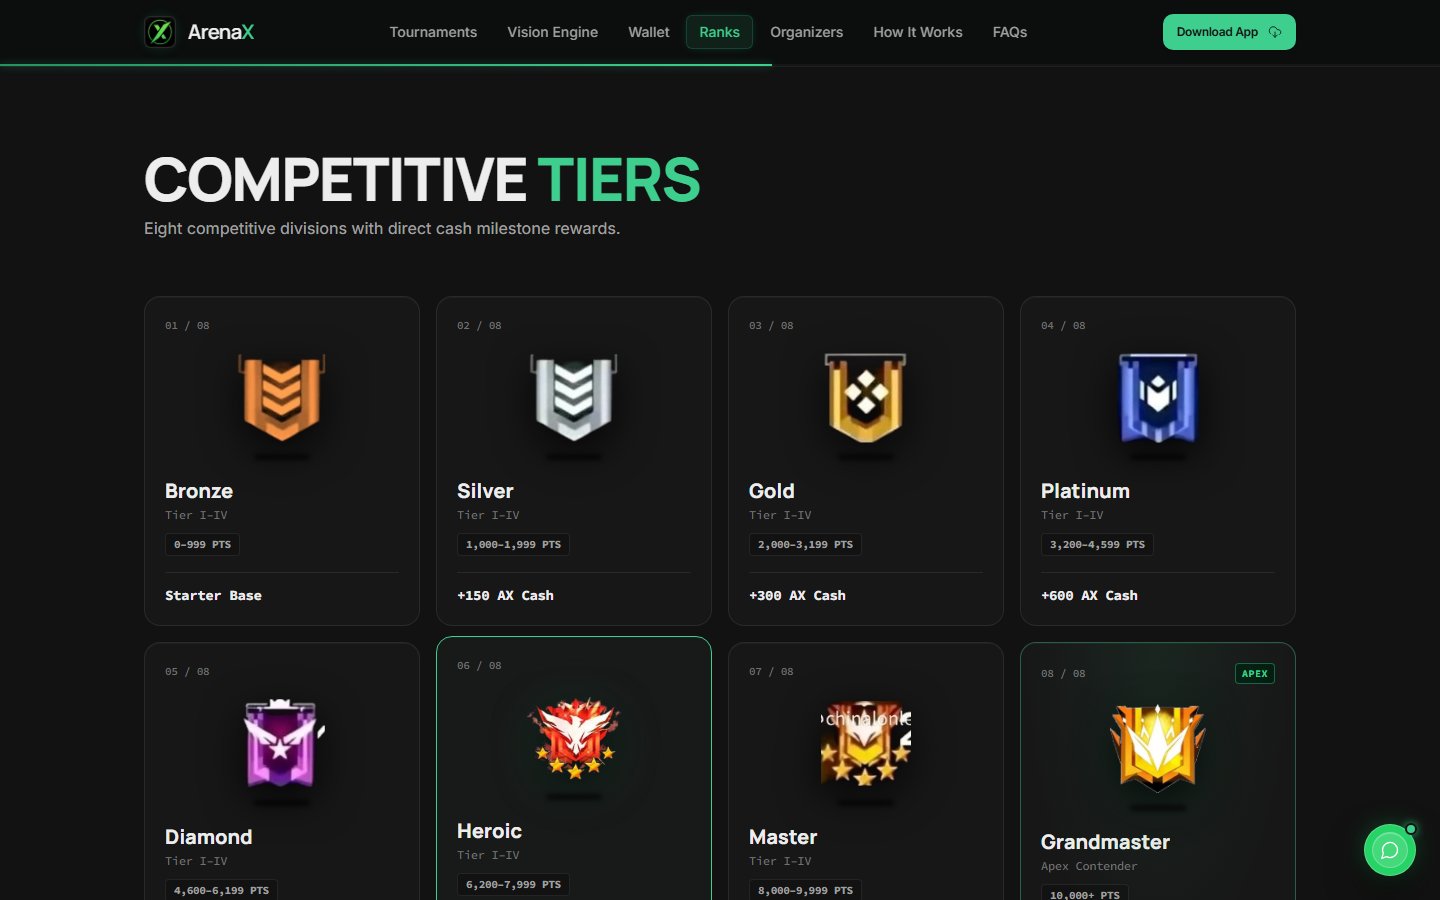 ArenaX
Tournaments
Vision Engine
Wallet
Ranks
Organizers
How It Works
FAQs
Download App
COMPETITIVE TIERS
Eight competitive divisions with direct cash milestone rewards.
01 / 08
Bronze
Tier I–IV
0–999 PTS
Starter Base
02 / 08
Silver
Tier I–IV
1,000–1,999 PTS
+150 AX Cash
03 / 08
Gold
Tier I–IV
2,000–3,199 PTS
+300 AX Cash
04 / 08
Platinum
Tier I–IV
3,200–4,599 PTS
+600 AX Cash
05 / 08
Diamond
Tier I–IV
4,600–6,199 PTS
06 / 08
Heroic
Tier I–IV
6,200–7,999 PTS
07 / 08
Master
Tier I–IV
8,000–9,999 PTS
08 / 08
APEX
Grandmaster
Apex Contender
10,000+ PTS